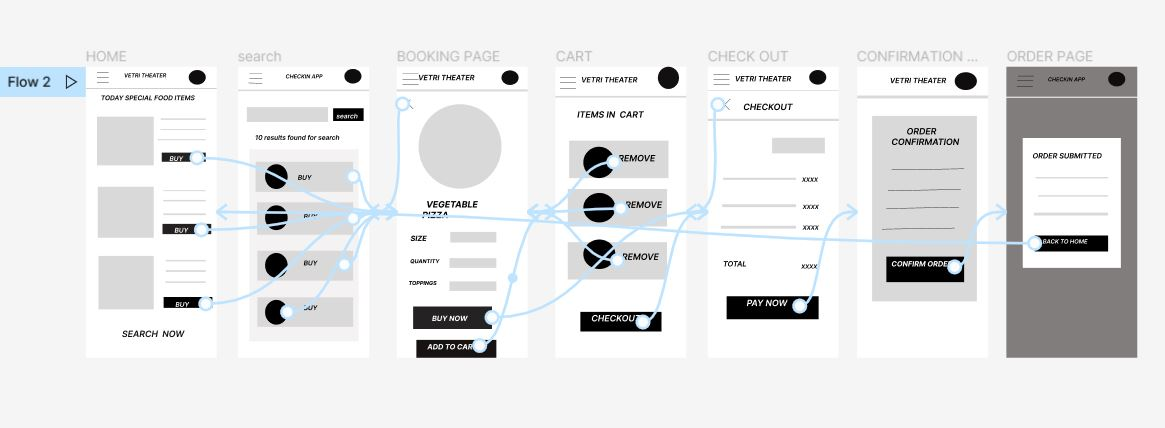 Flow 2
HOME
VETRI THEATER
TODAY SPECIAL FOOD ITEMS
BUY
BUY
BUY
SEARCH NOW
search
CHECKIN APP
search
10 results found for search
BUY
BUY
BUY
BUY
BOOKING PAGE
VETRI THEATER
VEGETABLE
PIZZA
SIZE
QUANTITY
TOPPINGS
BUY NOW
ADD TO CART
CART
VETRI THEATER
ITEMS IN CART
REMOVE
REMOVE
REMOVE
CHECKOUT
CHECK OUT
VETRI THEATER
CHECKOUT
XXXX
XXXX
XXXX
TOTAL
XXXX
PAY NOW
CONFIRMATION ...
VETRI THEATER
ORDER
CONFIRMATION
CONFIRM ORDER
ORDER PAGE
CHECKIN APP
ORDER SUBMITTED
BACK TO HOME